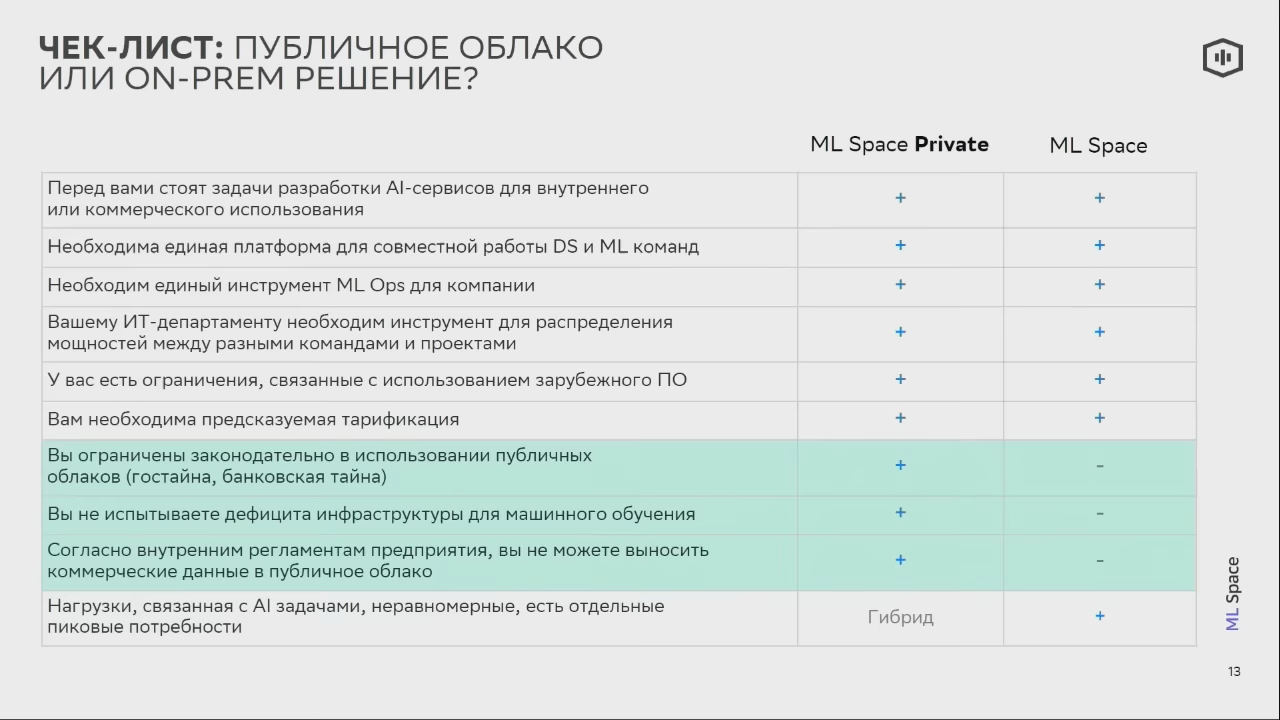 ЧЕК-ЛИСТ: ПУБЛИЧНОЕ ОБЛАКО
ИЛИ ON-PREM РЕШЕНИЕ?
ML Space Private
ML Space
Перед вами стоят задачи разработки AI-сервисов для внутреннего
или коммерческого использования
+
+
Необходима единая платформа для совместной работы DS и ML команд
+
+
Необходим единый инструмент ML Ops для компании
+
+
Вашему ИТ-департаменту необходим инструмент для распределения
мощностей между разными командами и проектами
+
+
У вас есть ограничения, связанные с использованием зарубежного ПО
+
+
Вам необходима предсказуемая тарификация
+
+
Вы ограничены законодательно в использовании публичных
облаков (гостайна, банковская тайна)
+
-
Вы не испытываете дефицита инфраструктуры для машинного обучения
+
-
Согласно внутренним регламентам предприятия, вы не можете выносить
коммерческие данные в публичное облако
+
-
Нагрузки, связанная с AI задачами, неравномерные, есть отдельные
пиковые потребности
Гибрид
+
ML Space
13